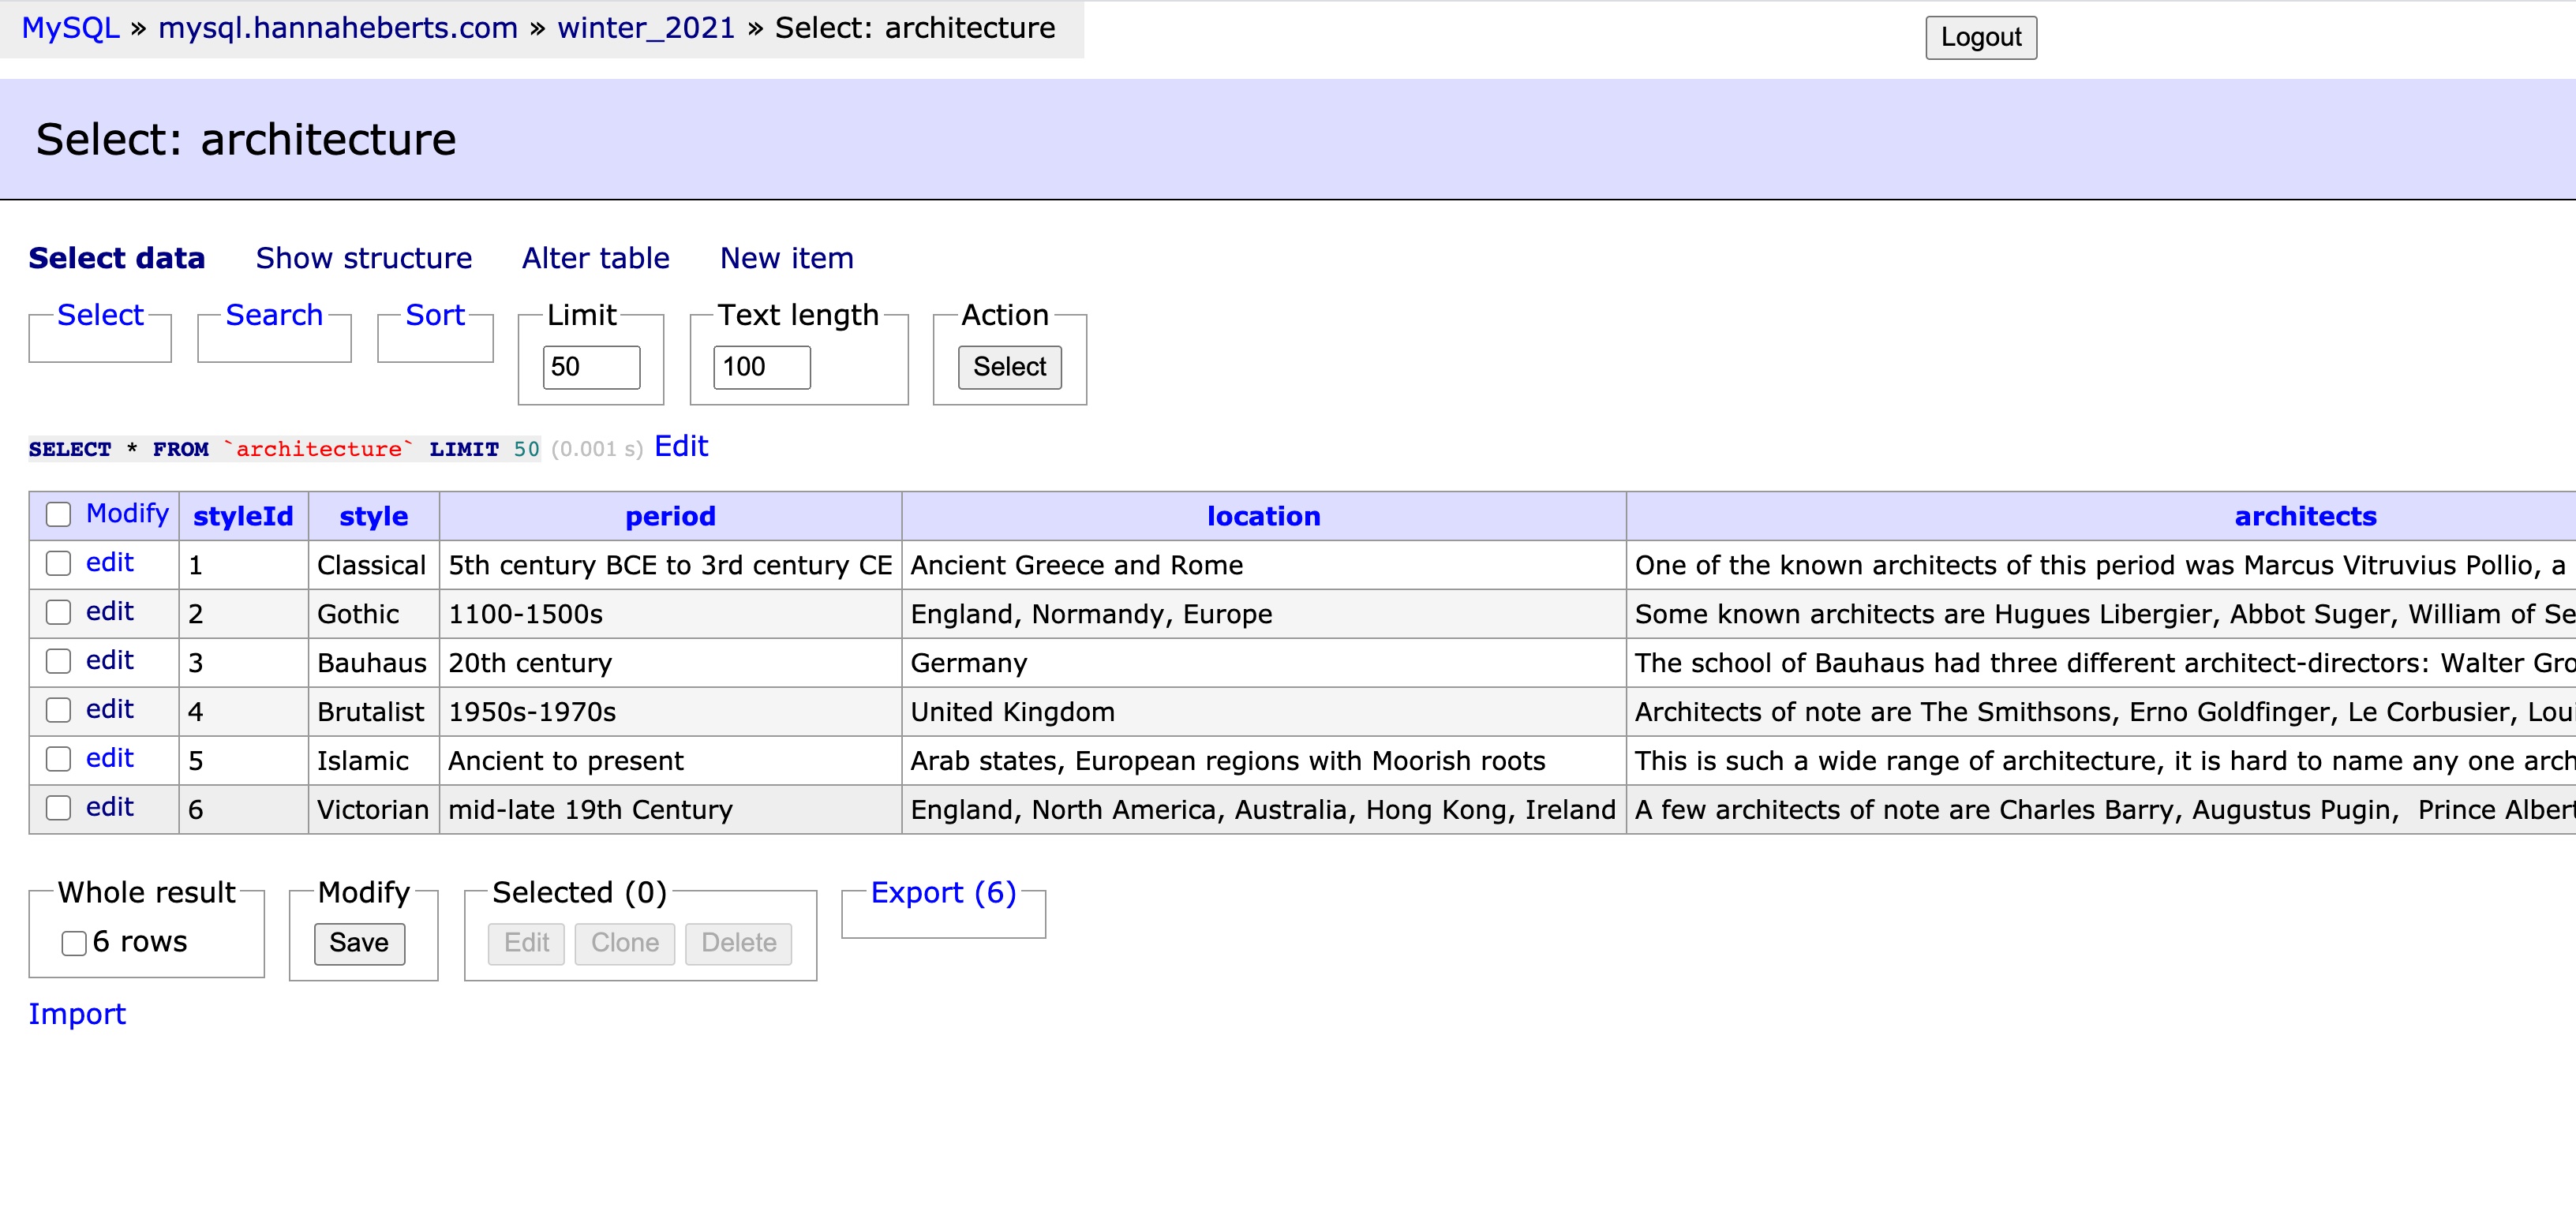 MySQL » mysql.hannaheberts.com » winter_2021 » Select: architecture
Logout
Select: architecture
Select data Show structure Alter table New item
Select Search Sort Limit Text length Action
50 100 Select
SELECT * FROM `architecture` LIMIT 50 (0.001 s) Edit
Modify styleId style period location architects
edit 1 Classical 5th century BCE to 3rd century CE Ancient Greece and Rome One of the known architects of this period was Marcus Vitruvius Pollio, a
edit 2 Gothic 1100-1500s England, Normandy, Europe Some known architects are Hugues Libergier, Abbot Suger, William of Se
edit 3 Bauhaus 20th century Germany The school of Bauhaus had three different architect-directors: Walter Gro
edit 4 Brutalist 1950s-1970s United Kingdom Architects of note are The Smithsons, Erno Goldfinger, Le Corbusier, Loui
edit 5 Islamic Ancient to present Arab states, European regions with Moorish roots This is such a wide range of architecture, it is hard to name any one arch
edit 6 Victorian mid-late 19th Century England, North America, Australia, Hong Kong, Ireland A few architects of note are Charles Barry, Augustus Pugin,  Prince Albert
Whole result Modify Selected (0) Export (6)
6 rows Save Edit Clone Delete
Import